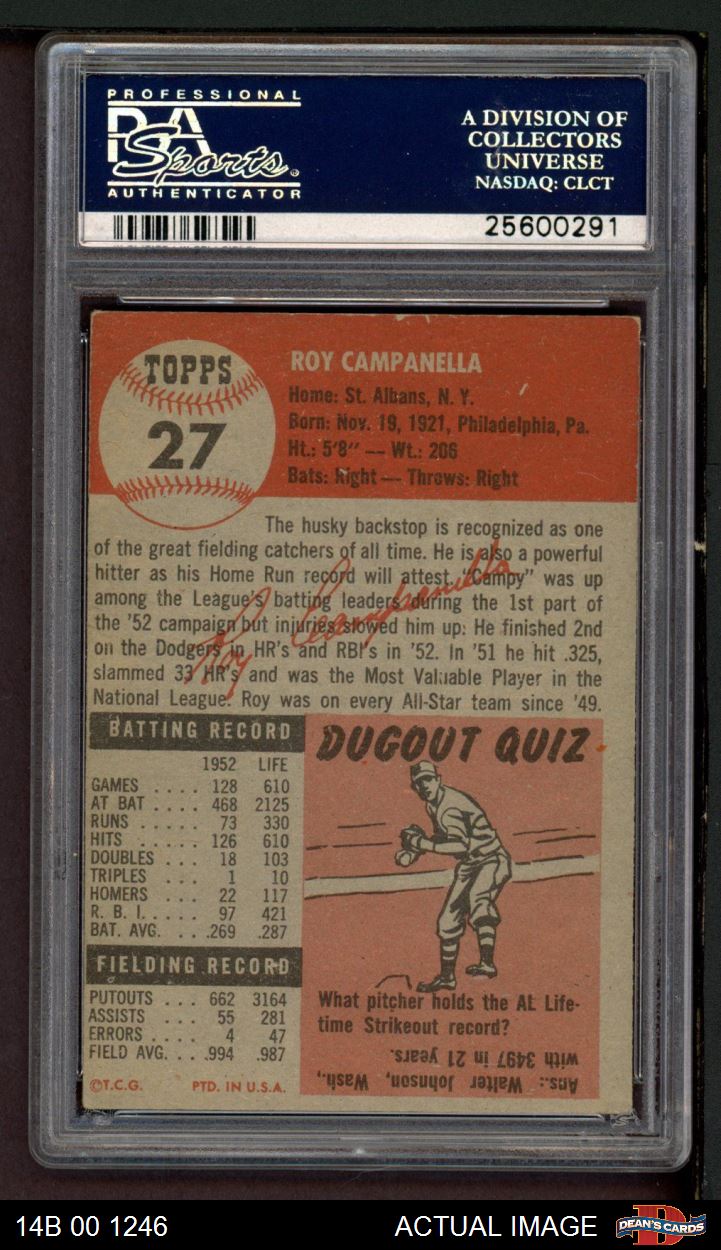 PROFESSIONAL
PSA
Sports
AUTHENTICATOR
A DIVISION OF
COLLECTORS
UNIVERSE
NASDAQ: CLCT
25600291
TOPPS
27
ROY CAMPANELLA
Home: St. Albans, N. Y.
Born: Nov. 19, 1921, Philadelphia, Pa.
Ht.: 5'8" — Wt.: 206
Bats: Right — Throws: Right
The husky backstop is recognized as one
of the great fielding catchers of all time. He is also a powerful
hitter as his Home Run record will attest. "Campy" was up
among the League's batting leaders during the 1st part of
the '52 campaign but injuries slowed him up. He finished 2nd
on the Dodgers in HR's and RBI's in '52. In '51 he hit .325,
slammed 33 HR's and was the Most Valuable Player in the
National League. Roy was on every All-Star team since '49.
Roy Campanella
BATTING RECORD
1952 LIFE
GAMES .... 128 610
AT BAT .... 468 2125
RUNS ..... 73 330
HITS ..... 126 610
DOUBLES ... 18 103
TRIPLES ... 1 10
HOMERS ... 22 117
R. B. I. .... 97 421
BAT. AVG. ... .269 .287
FIELDING RECORD
PUTOUTS ... 662 3164
ASSISTS ... 55 281
ERRORS .... 4 47
FIELD AVG. .. .994 .987
©T.C.G. PTD. IN U.S.A.
DUGOUT QUIZ
What pitcher holds the AL Life-
time Strikeout record?
Ans.: Walter Johnson, Wash.,
with 3497 in 21 years.
14B 00 1246
ACTUAL IMAGE
DEAN'S CARDS